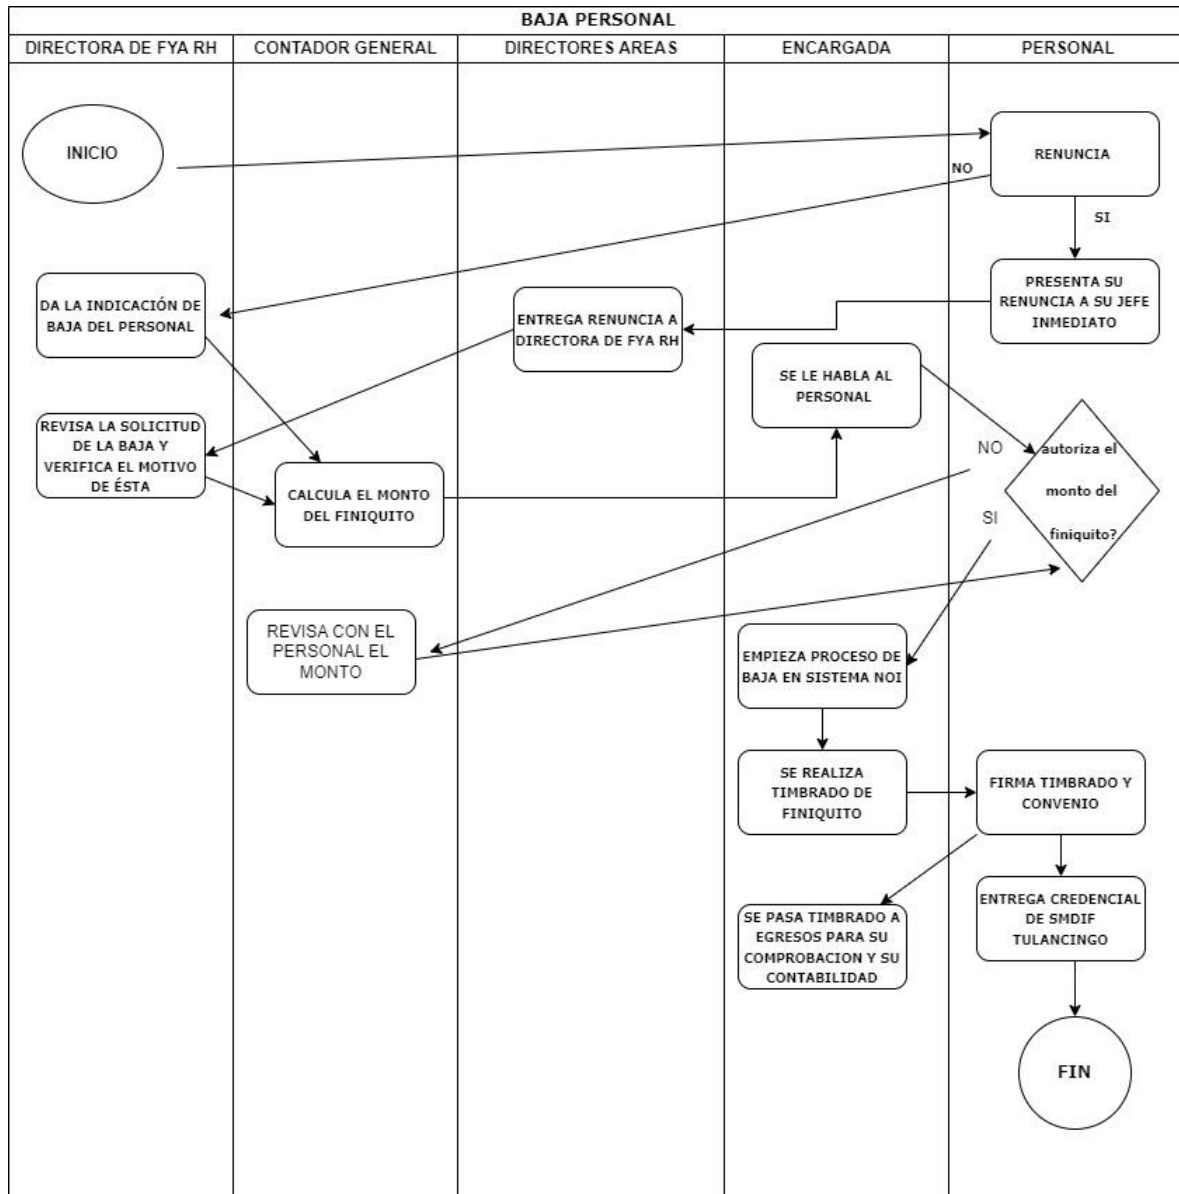 BAJA PERSONAL
DIRECTORA DE FYA RH
CONTADOR GENERAL
DIRECTORES AREAS
ENCARGADA
PERSONAL
INICIO
RENUNCIA
NO
SI
DA LA INDICACIÓN DE
BAJA DEL PERSONAL
ENTREGA RENUNCIA A
DIRECTORA DE FYA RH
PRESENTA SU
RENUNCIA A SU JEFE
INMEDIATO
SE LE HABLA AL
PERSONAL
REVISA LA SOLICITUD
DE LA BAJA Y
VERIFICA EL MOTIVO
DE ÉSTA
CALCULA EL MONTO
DEL FINIQUITO
NO
SI
autoriza el
monto del
finiquito?
REVISA CON EL
PERSONAL EL
MONTO
EMPIEZA PROCESO DE
BAJA EN SISTEMA NOI
SE REALIZA
TIMBRADO DE
FINIQUITO
FIRMA TIMBRADO Y
CONVENIO
SE PASA TIMBRADO A
EGRESOS PARA SU
COMPROBACION Y SU
CONTABILIDAD
ENTREGA CREDENCIAL
DE SMDIF
TULANCINGO
FIN